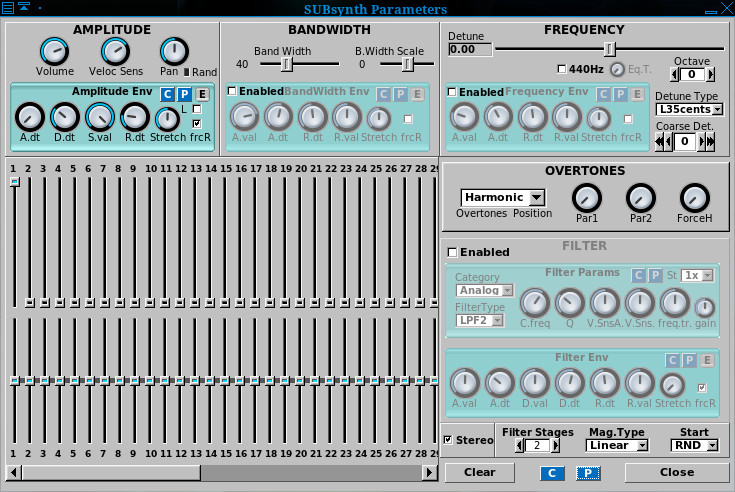 SUBsynth Parameters
AMPLITUDE
Volume Veloc Sens Pan Rand
Amplitude Env C P E
L
A.dt D.dt S.val R.dt Stretch frcR
BANDWIDTH
Band Width B.Width Scale
40 0
Enabled BandWidth Env C P E
A.val A.dt R.dt R.val Stretch frcR
FREQUENCY
Detune
0.00
440Hz Eq.T.
Octave
0
Enabled Frequency Env C P E
A.val A.dt R.dt R.val Stretch frcR
Detune Type
L35cents
Coarse Det.
0
1 2 3 4 5 6 7 8 9 10 11 12 13 14 15 16 17 18 19 20 21 22 23 24 25 26 27 28 29
1 2 3 4 5 6 7 8 9 10 11 12 13 14 15 16 17 18 19 20 21 22 23 24 25 26 27 28 29
OVERTONES
Harmonic
Overtones Position Par1 Par2 ForceH
FILTER
Enabled
Filter Params C P St 1x
Category
Analog
FilterType
LPF2
C.freq Q V.SnsA. V.Sns. freq.tr. gain
Filter Env C P E
A.val A.dt D.val D.dt R.dt R.val Stretch frcR
Stereo
Filter Stages Mag.Type Start
2 Linear RND
Clear C P Close